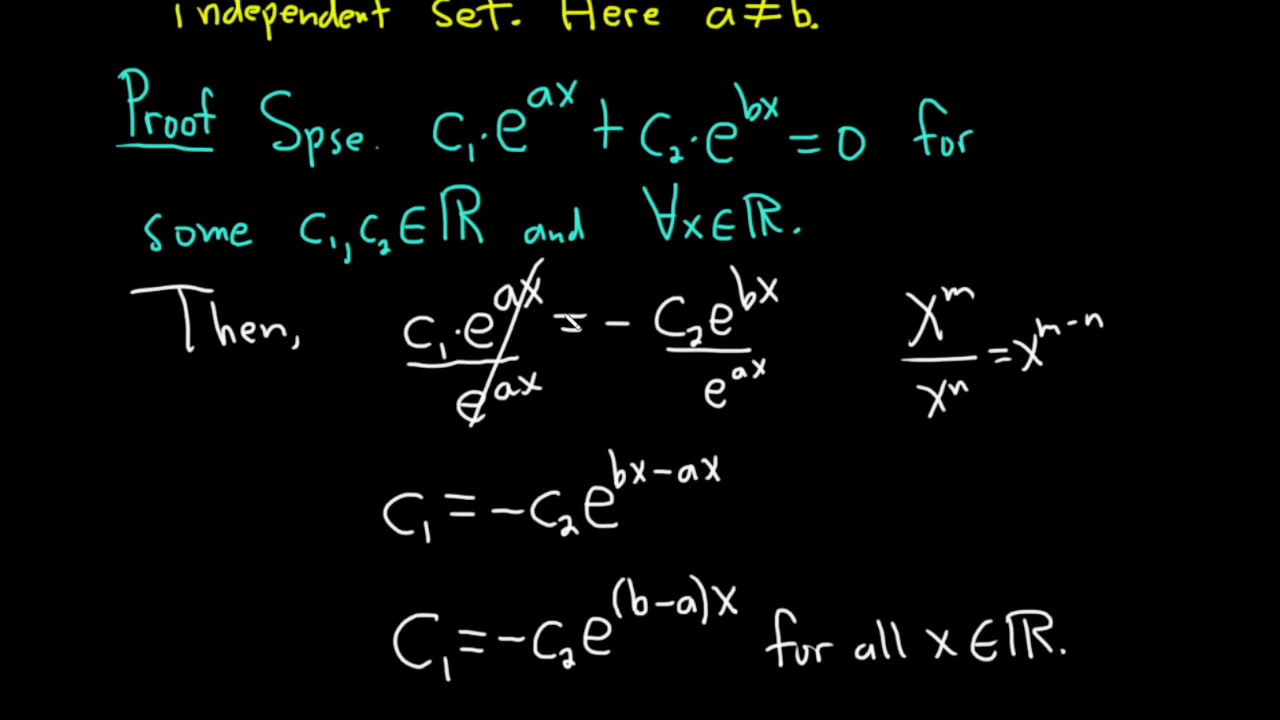 independent set. Here a≠b.
Proof Spse. c₁·e^{ax} + c₂·e^{bx} = 0 for
some c₁,c₂∈ℝ and ∀x∈ℝ.
Then, c₁·e^{ax}/e^{ax} = - c₂e^{bx}/e^{ax} x^m/x^n = x^{m-n}
c₁ = -c₂e^{bx-ax}
c₁ = -c₂e^{(b-a)x} for all x∈ℝ.